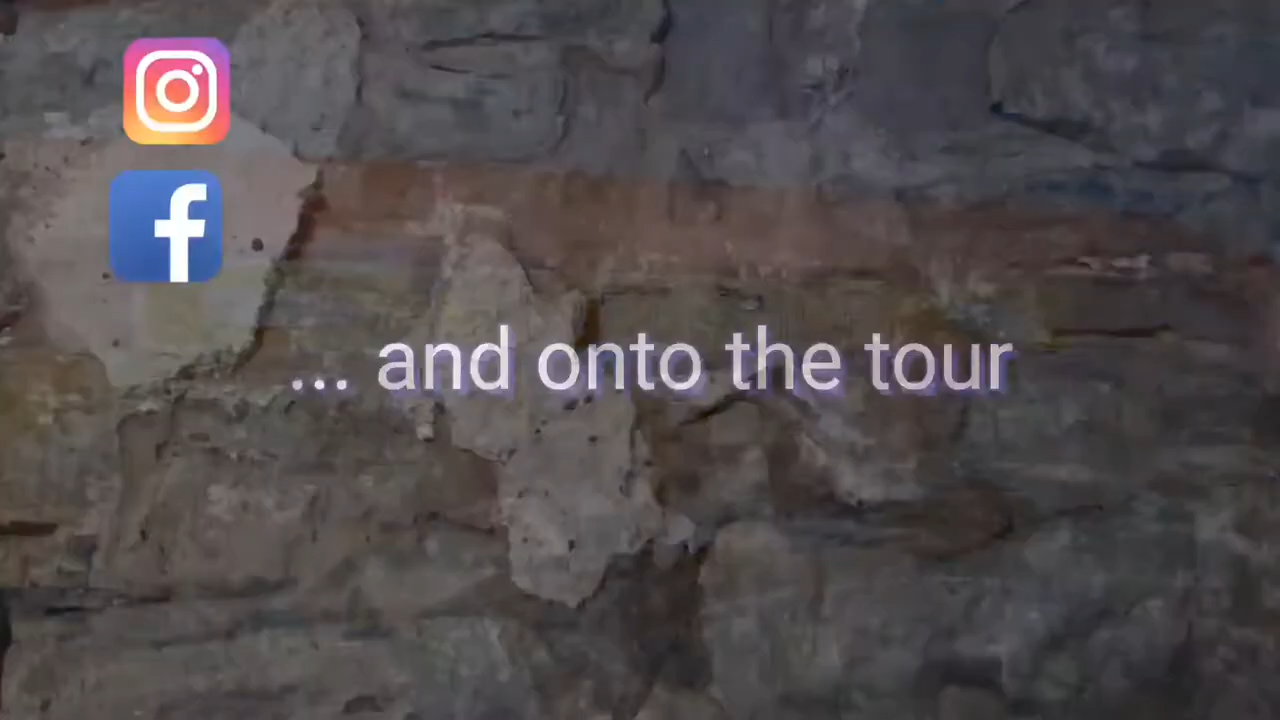 ... and onto the tour